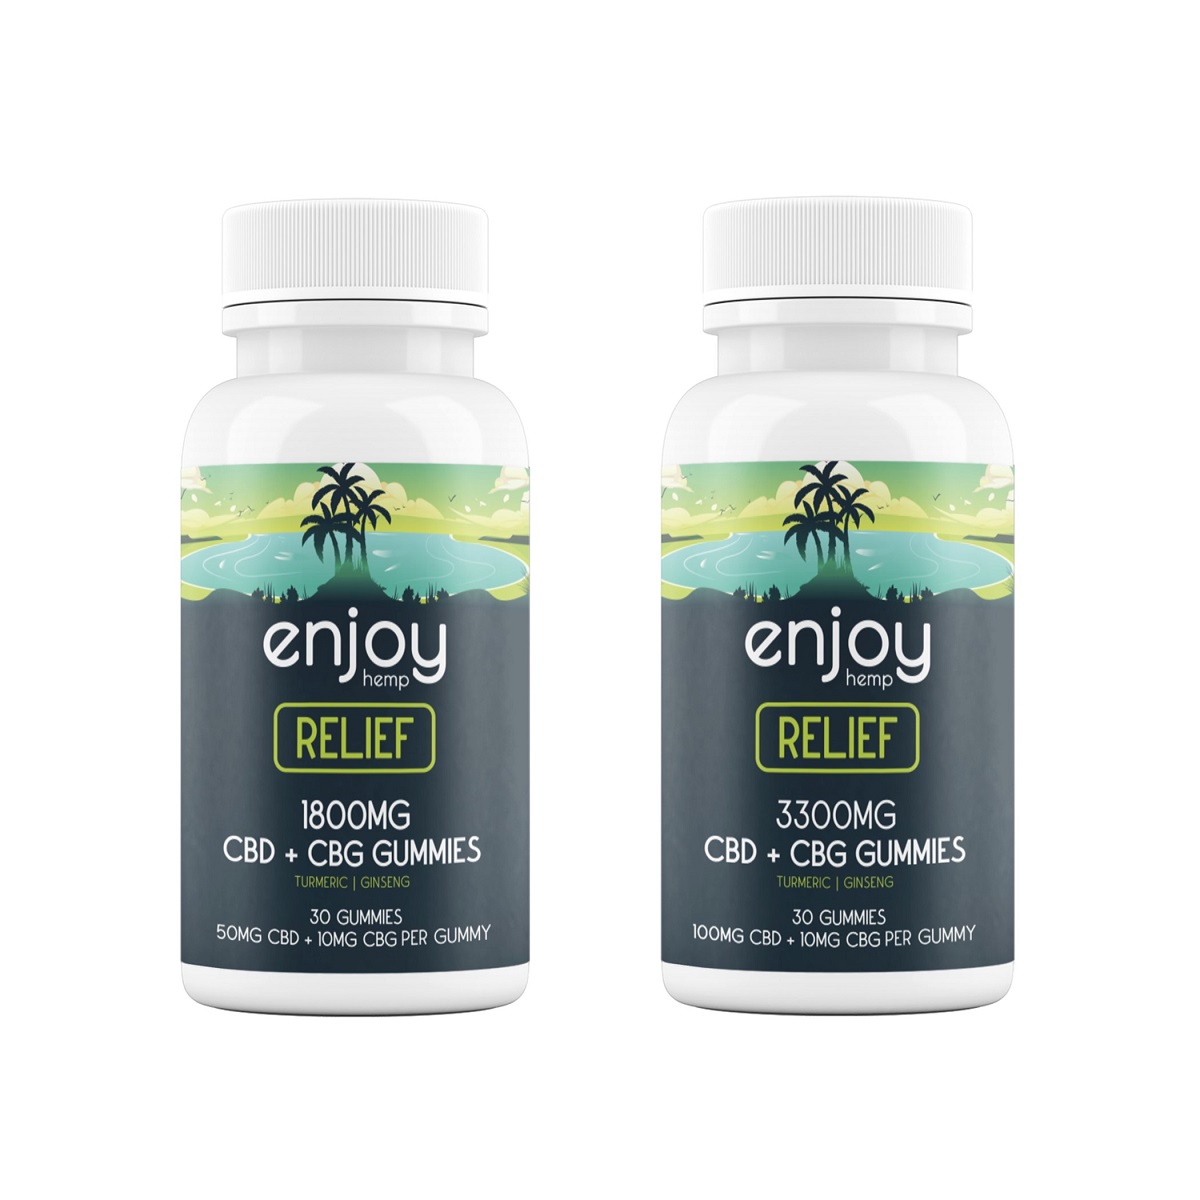 enjoy
hemp
RELIEF
1800MG
CBD + CBG GUMMIES
TURMERIC | GINSENG
30 GUMMIES
50MG CBD + 10MG CBG PER GUMMY
enjoy
hemp
RELIEF
3300MG
CBD + CBG GUMMIES
TURMERIC | GINSENG
30 GUMMIES
100MG CBD + 10MG CBG PER GUMMY